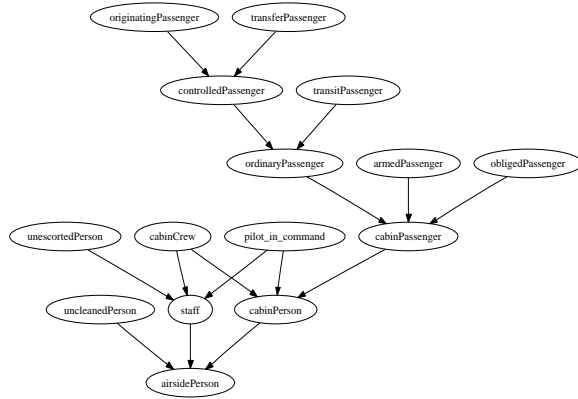 originatingPassenger
transferPassenger
controlledPassenger
transitPassenger
ordinaryPassenger
armedPassenger
obligedPassenger
unescortedPerson
cabinCrew
pilot_in_command
cabinPassenger
uncleanedPerson
staff
cabinPerson
airsidePerson